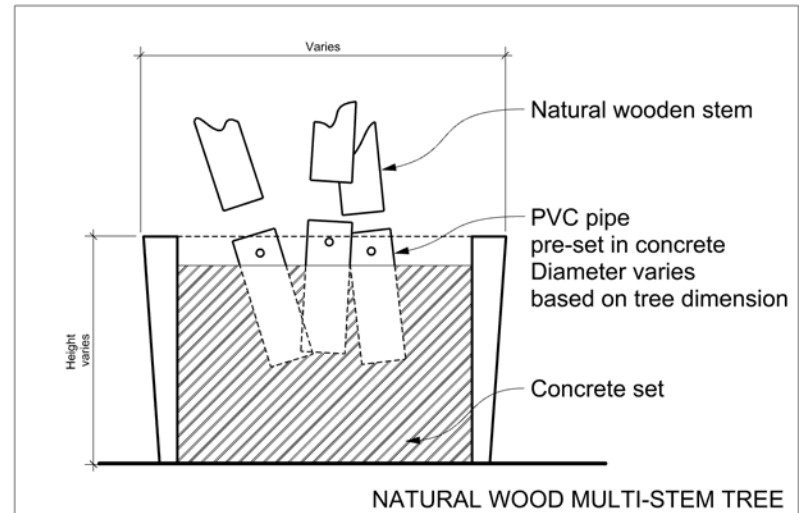 Varies
Natural wooden stem
PVC pipe
pre-set in concrete
Diameter varies
based on tree dimension
Height
varies
Concrete set
NATURAL WOOD MULTI-STEM TREE